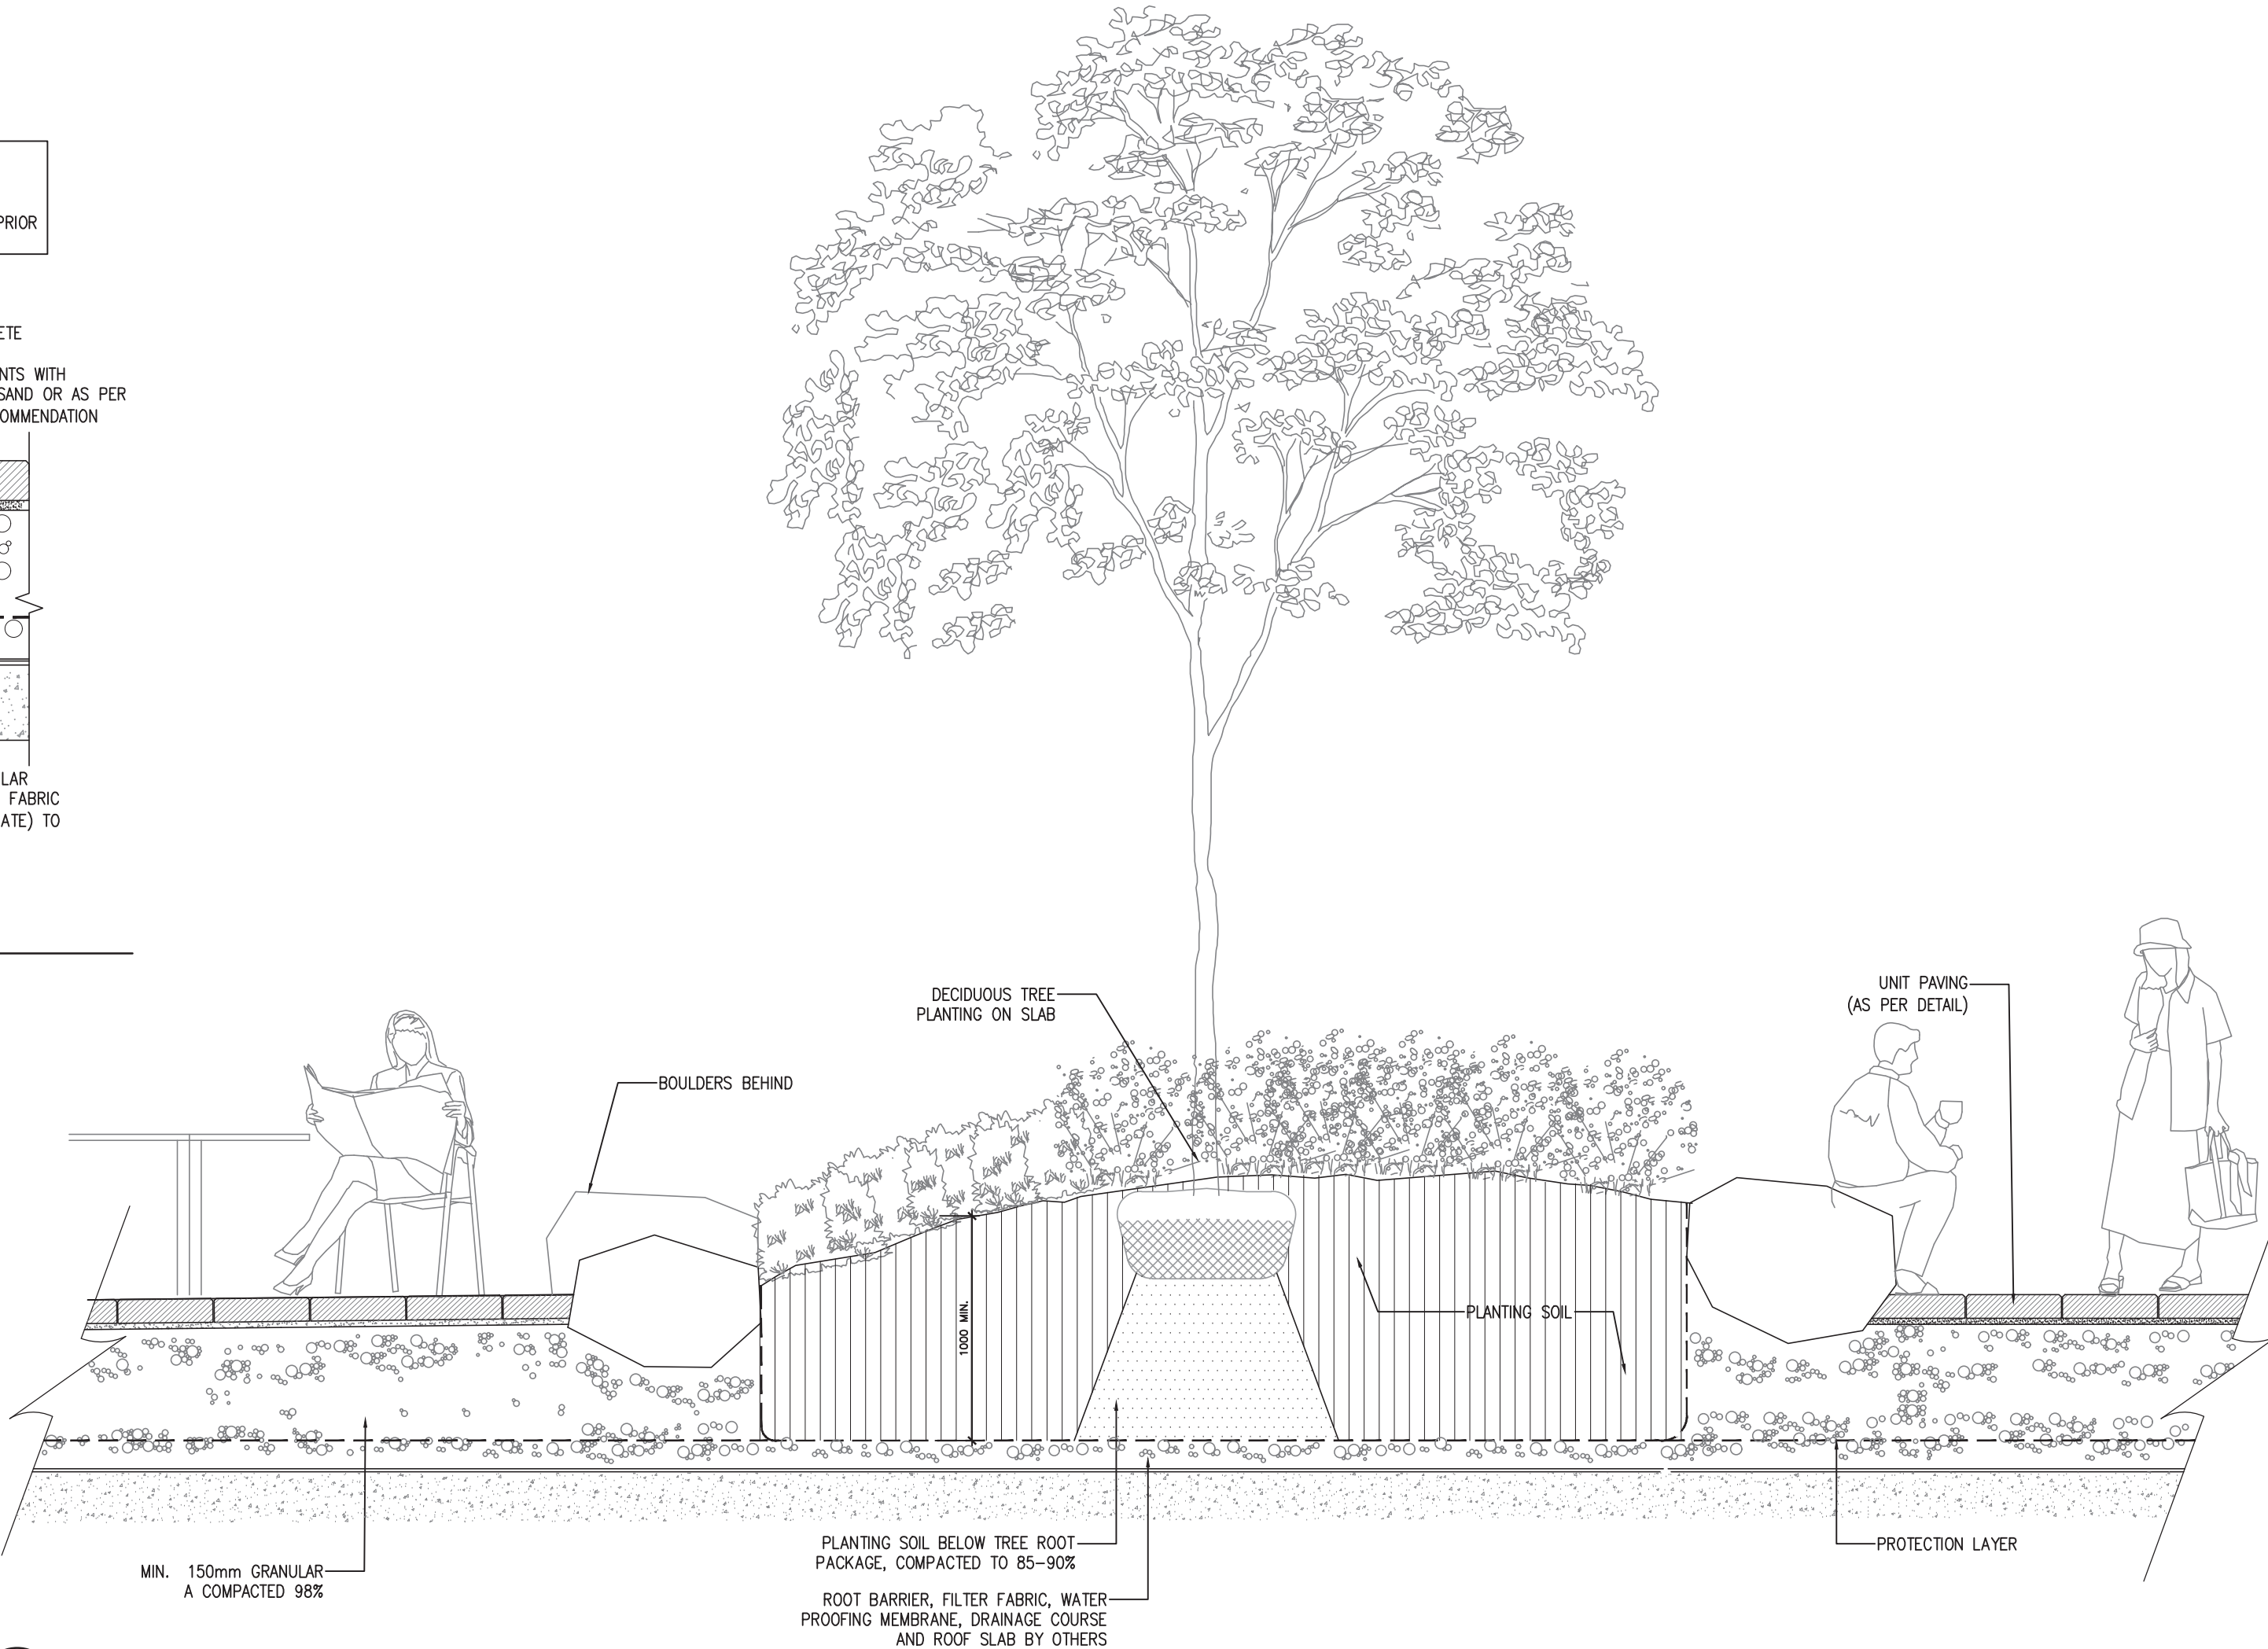 PRIOR
ETE
NTS WITH
SAND OR AS PER
OMMENDATION
LAR
FABRIC
ATE) TO
DECIDUOUS TREE
PLANTING ON SLAB
UNIT PAVING
(AS PER DETAIL)
BOULDERS BEHIND
1000 MIN.
PLANTING SOIL
PLANTING SOIL BELOW TREE ROOT
PACKAGE, COMPACTED TO 85-90%
PROTECTION LAYER
MIN. 150mm GRANULAR
A COMPACTED 98%
ROOT BARRIER, FILTER FABRIC, WATER
PROOFING MEMBRANE, DRAINAGE COURSE
AND ROOF SLAB BY OTHERS